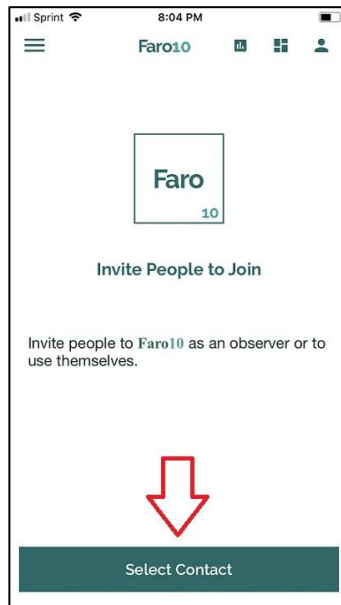 Sprint 8:04 PM
Faro10
Faro
10
Invite People to Join
Invite people to Faro10 as an observer or to
use themselves.
Select Contact